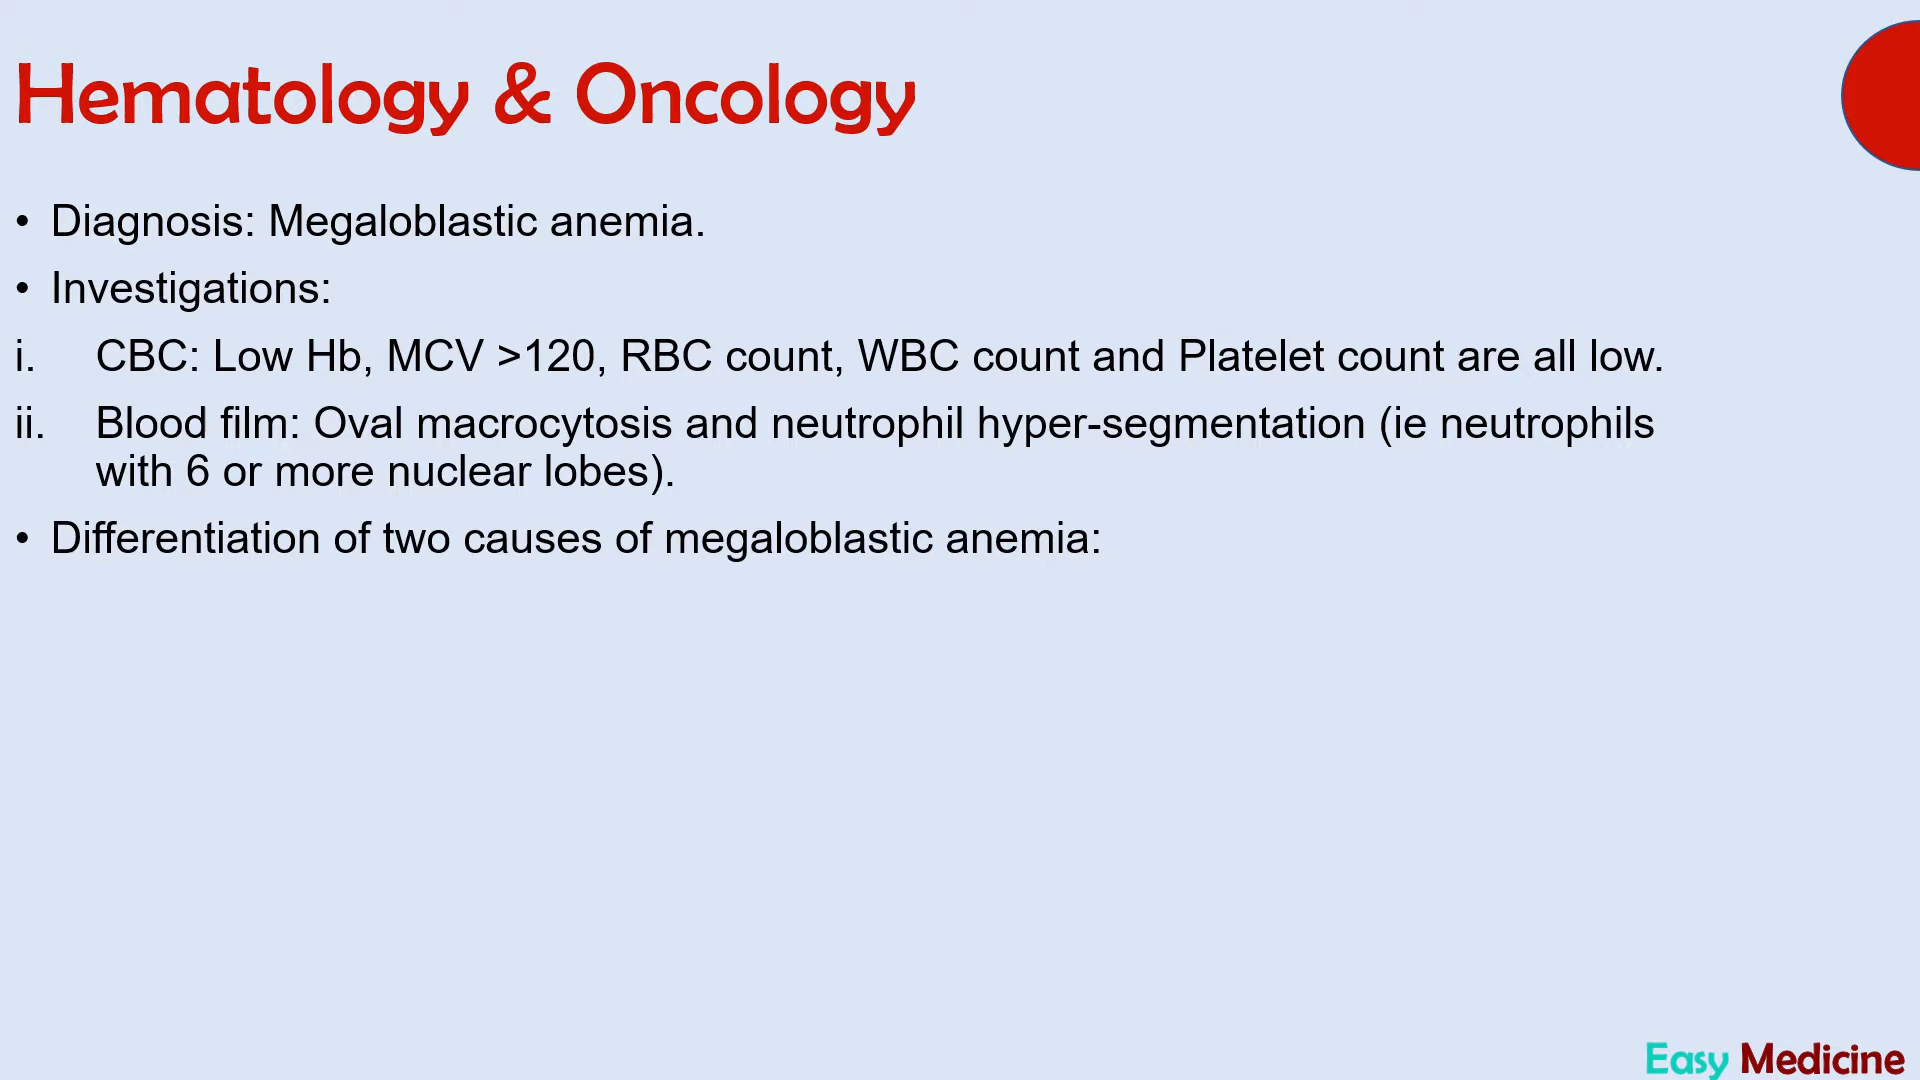 Hematology & Oncology
• Diagnosis: Megaloblastic anemia.
• Investigations:
i. CBC: Low Hb, MCV >120, RBC count, WBC count and Platelet count are all low.
ii. Blood film: Oval macrocytosis and neutrophil hyper-segmentation (ie neutrophils
with 6 or more nuclear lobes).
• Differentiation of two causes of megaloblastic anemia:
Easy Medicine